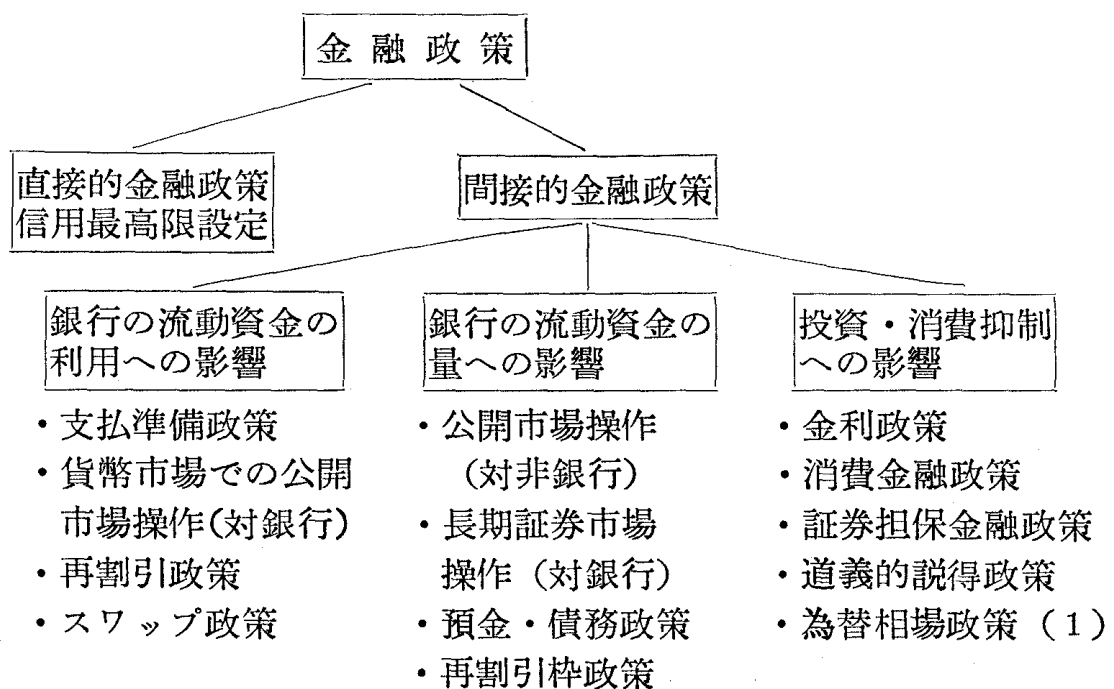 金融政策
直接的金融政策
信用最高限設定
間接的金融政策
銀行の流動資金の
利用への影響
・支払準備政策
・貨幣市場での公開
市場操作(対銀行)
・再割引政策
・スワップ政策
銀行の流動資金の
量への影響
・公開市場操作
(対非銀行)
・長期証券市場
操作(対銀行)
・預金・債務政策
・再割引枠政策
投資・消費抑制
への影響
・金利政策
・消費金融政策
・証券担保金融政策
・道義的説得政策
・為替相場政策(1)